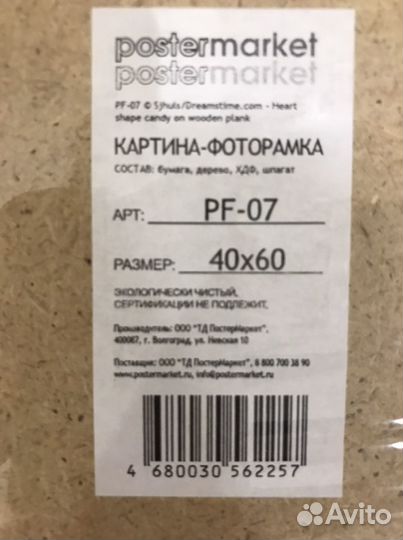 postermarket
postermarket
PF-07 © Sjhuls/Dreamstime.com - Heart
shape candy on wooden plank
КАРТИНА-ФОТОРАМКА
СОСТАВ: бумага, дерево, ХДФ, шпагат
АРТ: PF-07
РАЗМЕР: 40x60
ЭКОЛОГИЧЕСКИ ЧИСТЫЙ,
СЕРТИФИКАЦИИ НЕ ПОДЛЕЖИТ.
Производитель: ООО "ТД ПостерМаркет",
400087, г. Волгоград, ул. Невская 10
Поставщик: ООО "ТД ПостерМаркет", 8 800 700 38 90
www.postermarket.ru, info@postermarket.ru
4 680030 562257
Avito